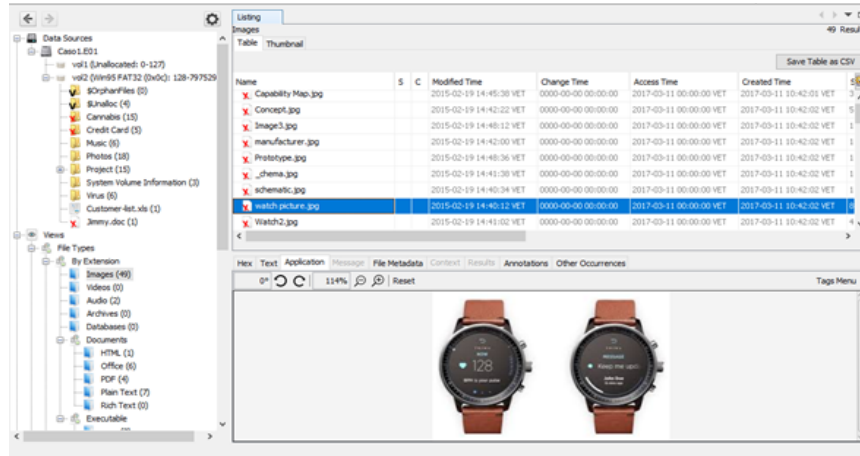 Listing
Images
49 Resul
Table Thumbnail
Save Table as CSV
Name S C Modified Time Change Time Access Time Created Time S
Capability Map.jpg 2015-02-19 14:45:38 VET 0000-00-00 00:00:00 2017-03-11 00:00:00 VET 2017-03-11 10:42:01 VET 3
Concept.jpg 2015-02-19 14:42:22 VET 0000-00-00 00:00:00 2017-03-11 00:00:00 VET 2017-03-11 10:42:02 VET 5
Image3.jpg 2015-02-19 14:48:12 VET 0000-00-00 00:00:00 2017-03-11 00:00:00 VET 2017-03-11 10:42:02 VET 1
manufacturer.jpg 2015-02-19 14:42:00 VET 0000-00-00 00:00:00 2017-03-11 00:00:00 VET 2017-03-11 10:42:02 VET 1
Prototype.jpg 2015-02-19 14:48:36 VET 0000-00-00 00:00:00 2017-03-11 00:00:00 VET 2017-03-11 10:42:02 VET 1
_chema.jpg 2015-02-19 14:41:38 VET 0000-00-00 00:00:00 2017-03-11 00:00:00 VET 2017-03-11 10:42:02 VET 1
schematic.jpg 2015-02-19 14:40:34 VET 0000-00-00 00:00:00 2017-03-11 00:00:00 VET 2017-03-11 10:42:02 VET 1
watch picture.jpg 2015-02-19 14:40:12 VET 0000-00-00 00:00:00 2017-03-11 00:00:00 VET 2017-03-11 10:42:02 VET 8
Watch2.jpg 2015-02-19 14:41:02 VET 0000-00-00 00:00:00 2017-03-11 00:00:00 VET 2017-03-11 10:42:02 VET 4
Data Sources
Caso1.E01
vol1 (Unallocated: 0-127)
vol2 (Win95 FAT32 (0x0c): 128-797529
$OrphanFiles (0)
$Unalloc (4)
Cannabis (15)
Credit Card (5)
Music (6)
Photos (18)
Project (15)
System Volume Information (3)
Virus (6)
Customer-list.xls (1)
Jimmy.doc (1)
Views
File Types
By Extension
Images (49)
Videos (0)
Audio (2)
Archives (0)
Databases (0)
Documents
HTML (1)
Office (6)
PDF (4)
Plain Text (7)
Rich Text (0)
Executable
Hex Text Application Message File Metadata Context Results Annotations Other Occurrences
0° 114% Reset Tags Menu
NOW
128
BPM is your pulse
MESSAGE
Keep me upd
John Doe